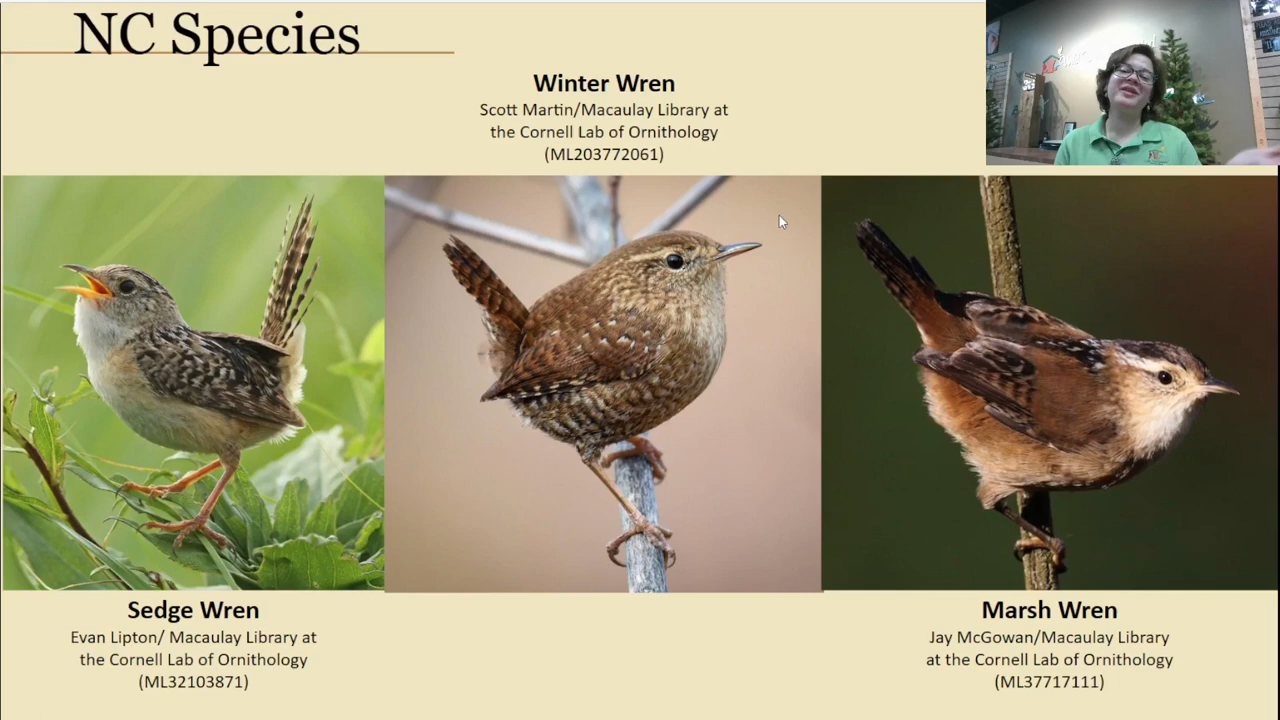 NC Species
Winter Wren
Scott Martin/Macaulay Library at
the Cornell Lab of Ornithology
(ML203772061)
Sedge Wren
Evan Lipton/ Macaulay Library at
the Cornell Lab of Ornithology
(ML32103871)
Marsh Wren
Jay McGowan/Macaulay Library
at the Cornell Lab of Ornithology
(ML37717111)